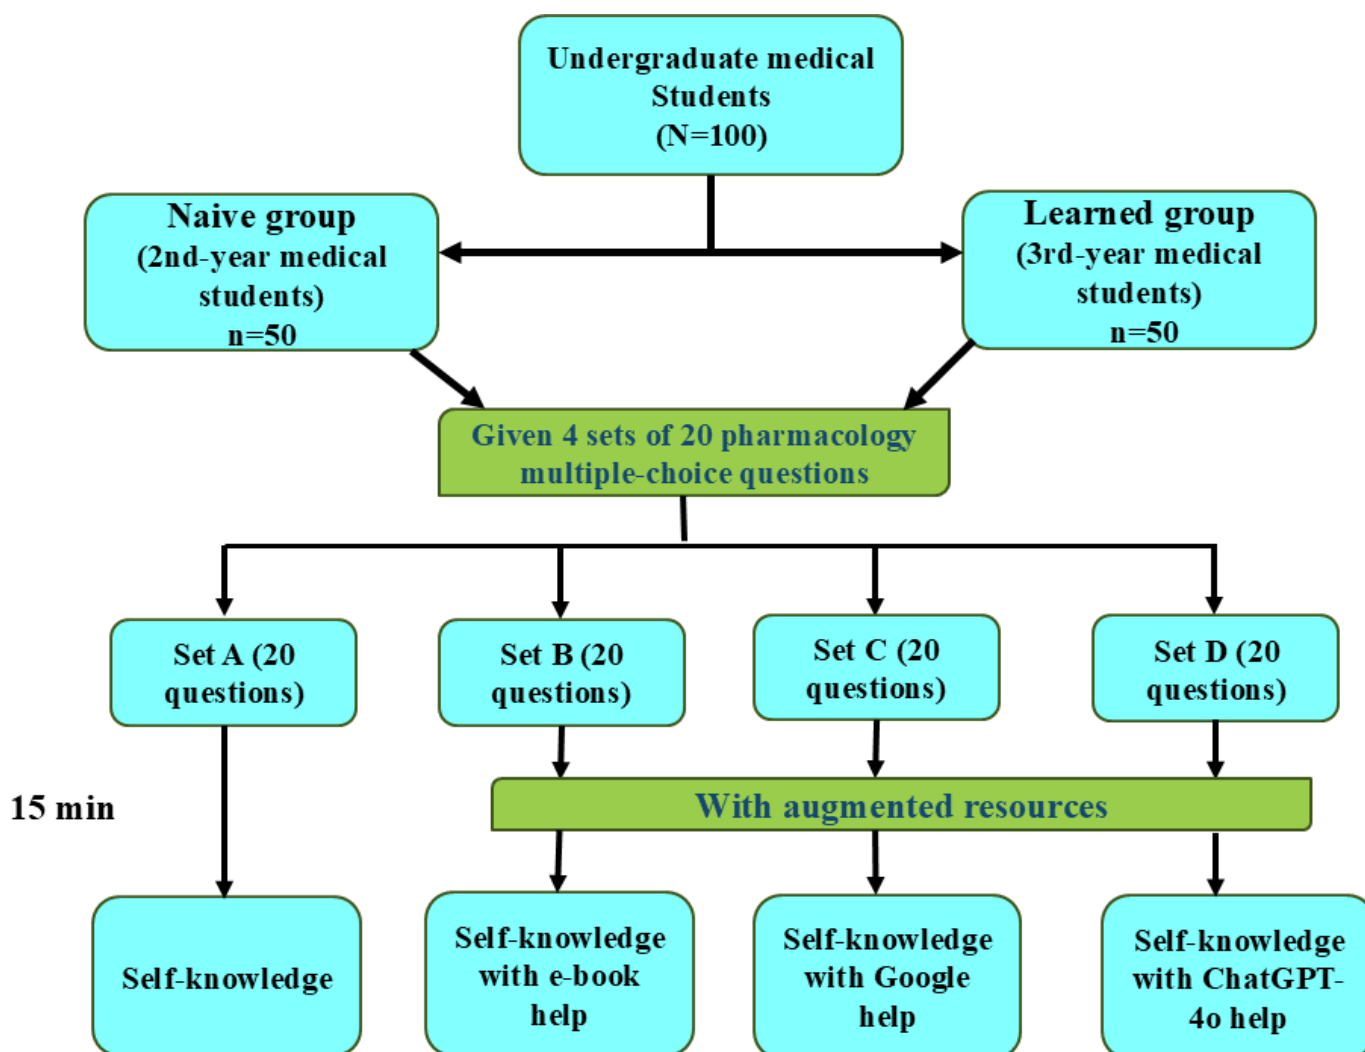 Undergraduate medical
Students
(N=100)
Naive group
(2nd-year medical
students)
n=50
Learned group
(3rd-year medical
students)
n=50
Given 4 sets of 20 pharmacology
multiple-choice questions
Set A (20
questions)
Set B (20
questions)
Set C (20
questions)
Set D (20
questions)
15 min
With augmented resources
Self-knowledge
Self-knowledge
with e-book
help
Self-knowledge
with Google
help
Self-knowledge
with ChatGPT-
4o help